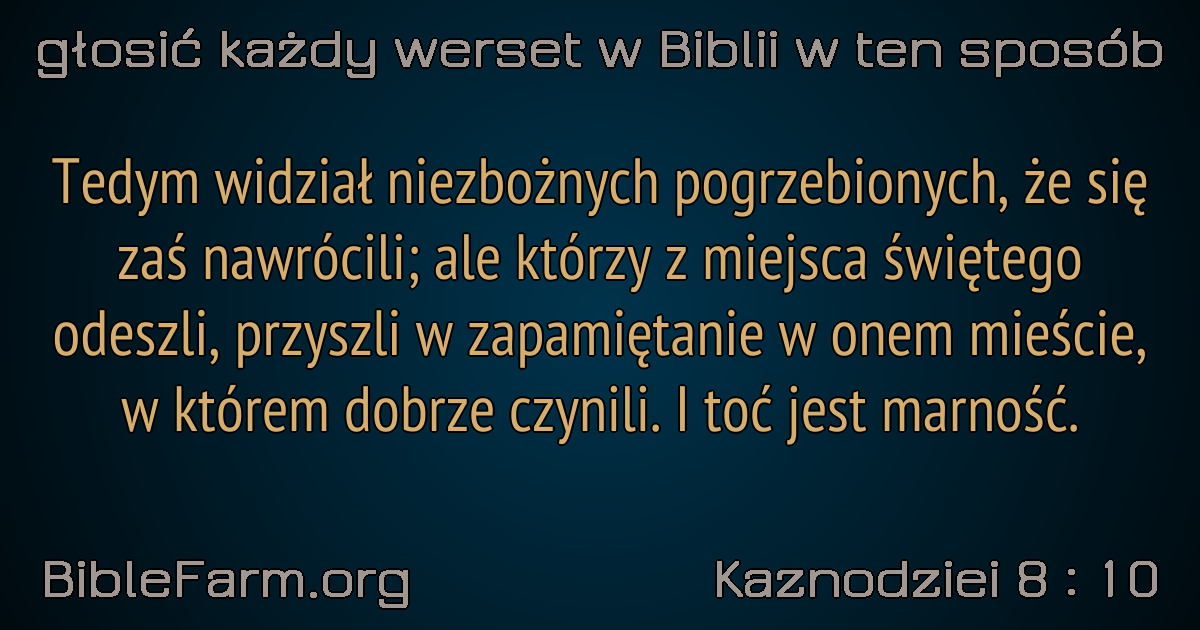 głosić każdy werset w Biblii w ten sposób
Tedym widział niezbożnych pogrzebionych, że się
zaś nawrócili; ale którzy z miejsca świętego
odeszli, przyszli w zapamiętanie w onem mieście,
w którem dobrze czynili. I toć jest marność.
BibleFarm.org
Kaznodziei 8 : 10